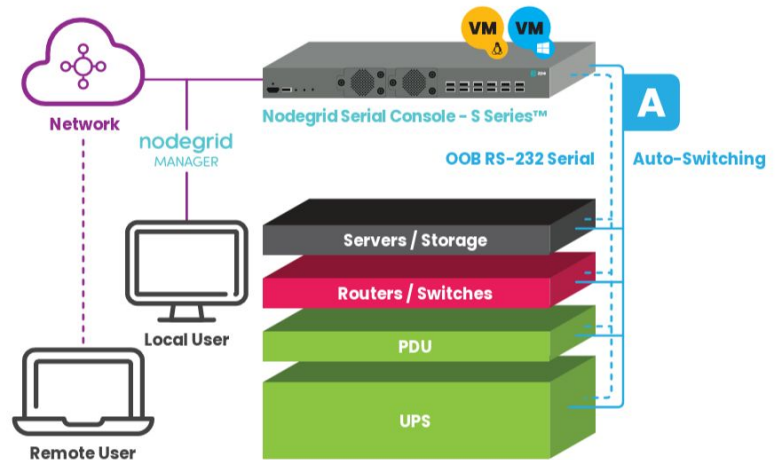 VM VM
Network
nodegrid
MANAGER
Nodegrid Serial Console - S Series™
A
OOB RS-232 Serial
Auto-Switching
Servers / Storage
Routers / Switches
Local User
PDU
UPS
Remote User